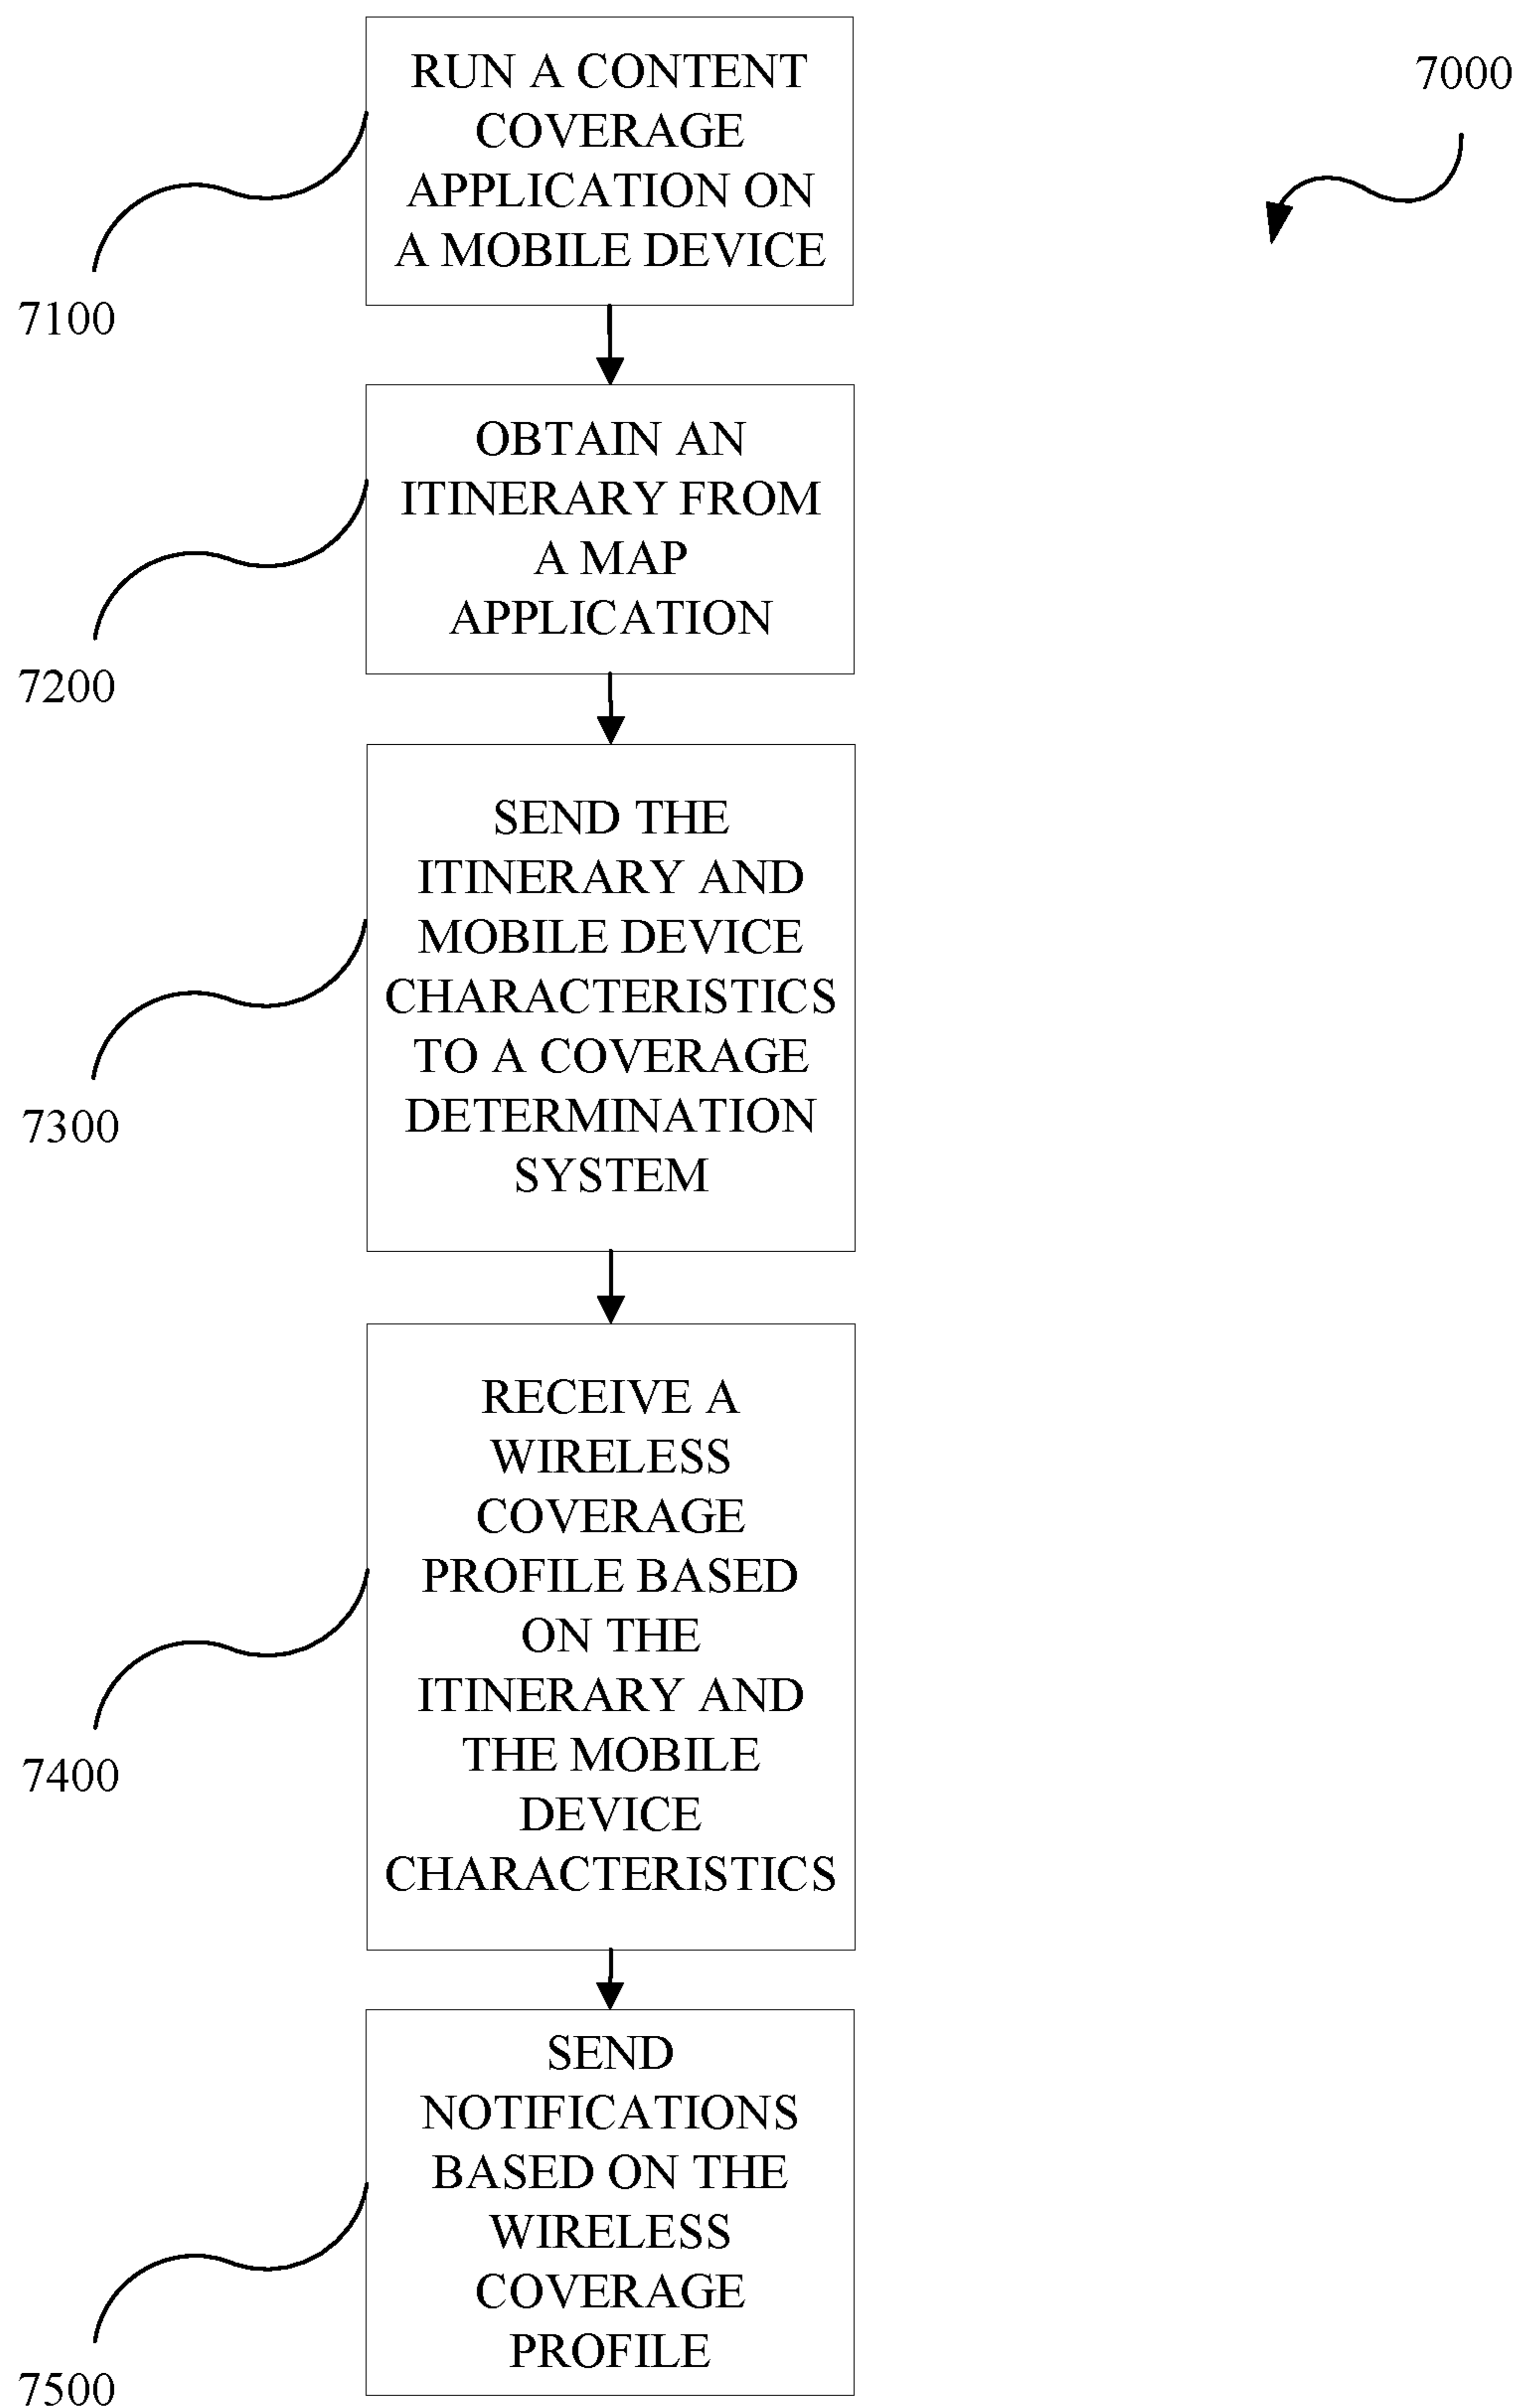 RUN A CONTENT
COVERAGE
APPLICATION ON
A MOBILE DEVICE
7000
7100
OBTAIN AN
ITINERARY FROM
A MAP
APPLICATION
7200
SEND THE
ITINERARY AND
MOBILE DEVICE
CHARACTERISTICS
TO A COVERAGE
DETERMINATION
SYSTEM
7300
RECEIVE A
WIRELESS
COVERAGE
PROFILE BASED
ON THE
ITINERARY AND
THE MOBILE
DEVICE
CHARACTERISTICS
7400
SEND
NOTIFICATIONS
BASED ON THE
WIRELESS
COVERAGE
PROFILE
7500